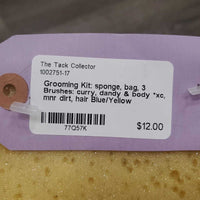 The Tack Collector
1002751-17
Grooming Kit: sponge, bag, 3
Brushes: curry, dandy & body *xc,
mnr dirt, hair Blue/Yellow
77Q57K
$12.00